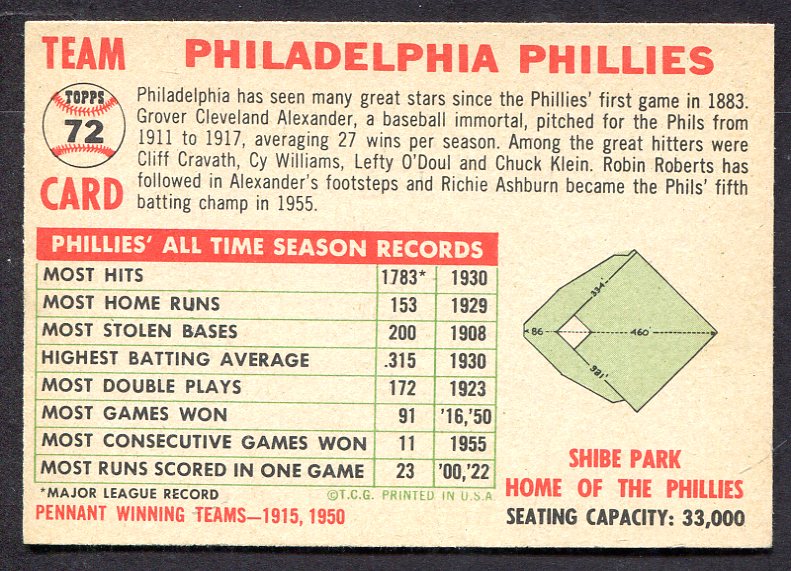 TEAM
PHILADELPHIA PHILLIES
TOPPS
72
CARD
Philadelphia has seen many great stars since the Phillies' first game in 1883.
Grover Cleveland Alexander, a baseball immortal, pitched for the Phils from
1911 to 1917, averaging 27 wins per season. Among the great hitters were
Cliff Cravath, Cy Williams, Lefty O'Doul and Chuck Klein. Robin Roberts has
followed in Alexander's footsteps and Richie Ashburn became the Phils' fifth
batting champ in 1955.
PHILLIES' ALL TIME SEASON RECORDS
MOST HITS 1783* 1930
MOST HOME RUNS 153 1929
MOST STOLEN BASES 200 1908
HIGHEST BATTING AVERAGE .315 1930
MOST DOUBLE PLAYS 172 1923
MOST GAMES WON 91 '16,'50
MOST CONSECUTIVE GAMES WON 11 1955
MOST RUNS SCORED IN ONE GAME 23 '00,'22
*MAJOR LEAGUE RECORD
©T.C.G. PRINTED IN U.S.A
PENNANT WINNING TEAMS—1915, 1950
334'
86
460'
331'
SHIBE PARK
HOME OF THE PHILLIES
SEATING CAPACITY: 33,000